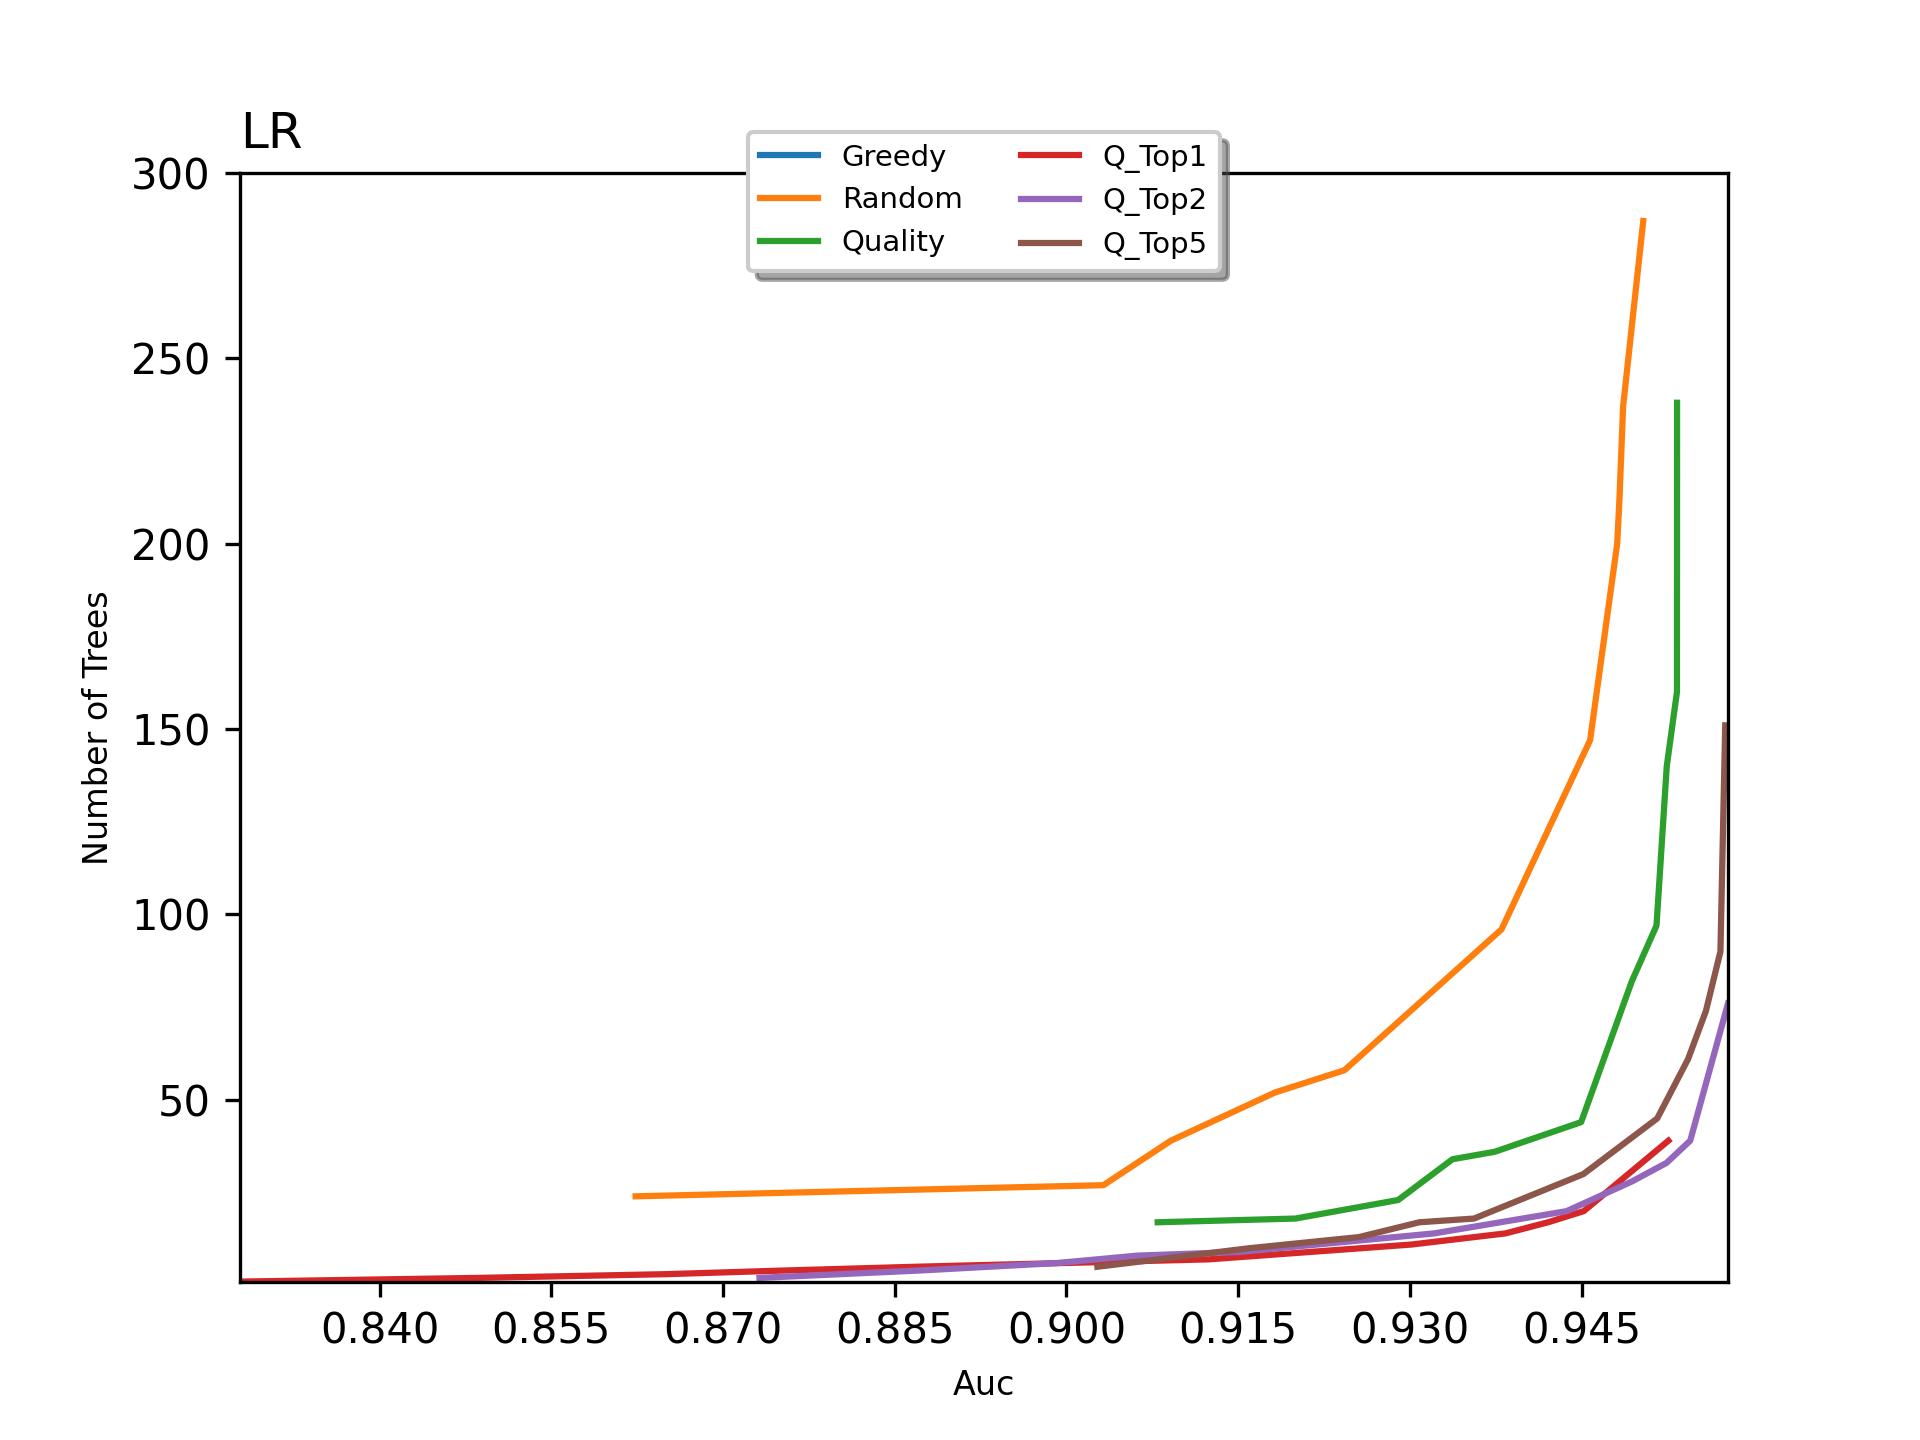 LR
Greedy
Random
Quality
Q_Top1
Q_Top2
Q_Top5
300
250
200
150
100
50
Number of Trees
0.840 0.855 0.870 0.885 0.900 0.915 0.930 0.945
Auc